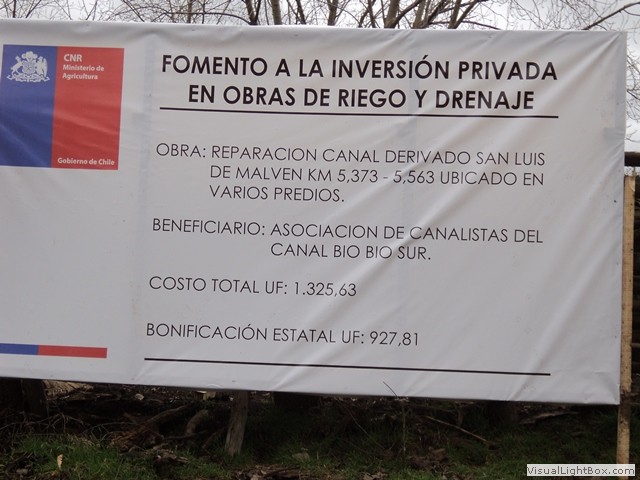 CNR
Ministerio de
Agricultura
Gobierno de Chile
FOMENTO A LA INVERSIÓN PRIVADA
EN OBRAS DE RIEGO Y DRENAJE
OBRA: REPARACION CANAL DERIVADO SAN LUIS
DE MALVEN KM 5,373 - 5,563 UBICADO EN
VARIOS PREDIOS.
BENEFICIARIO: ASOCIACION DE CANALISTAS DEL
CANAL BIO BIO SUR.
COSTO TOTAL UF: 1.325,63
BONIFICACIÓN ESTATAL UF: 927,81
VisualLightBox.com